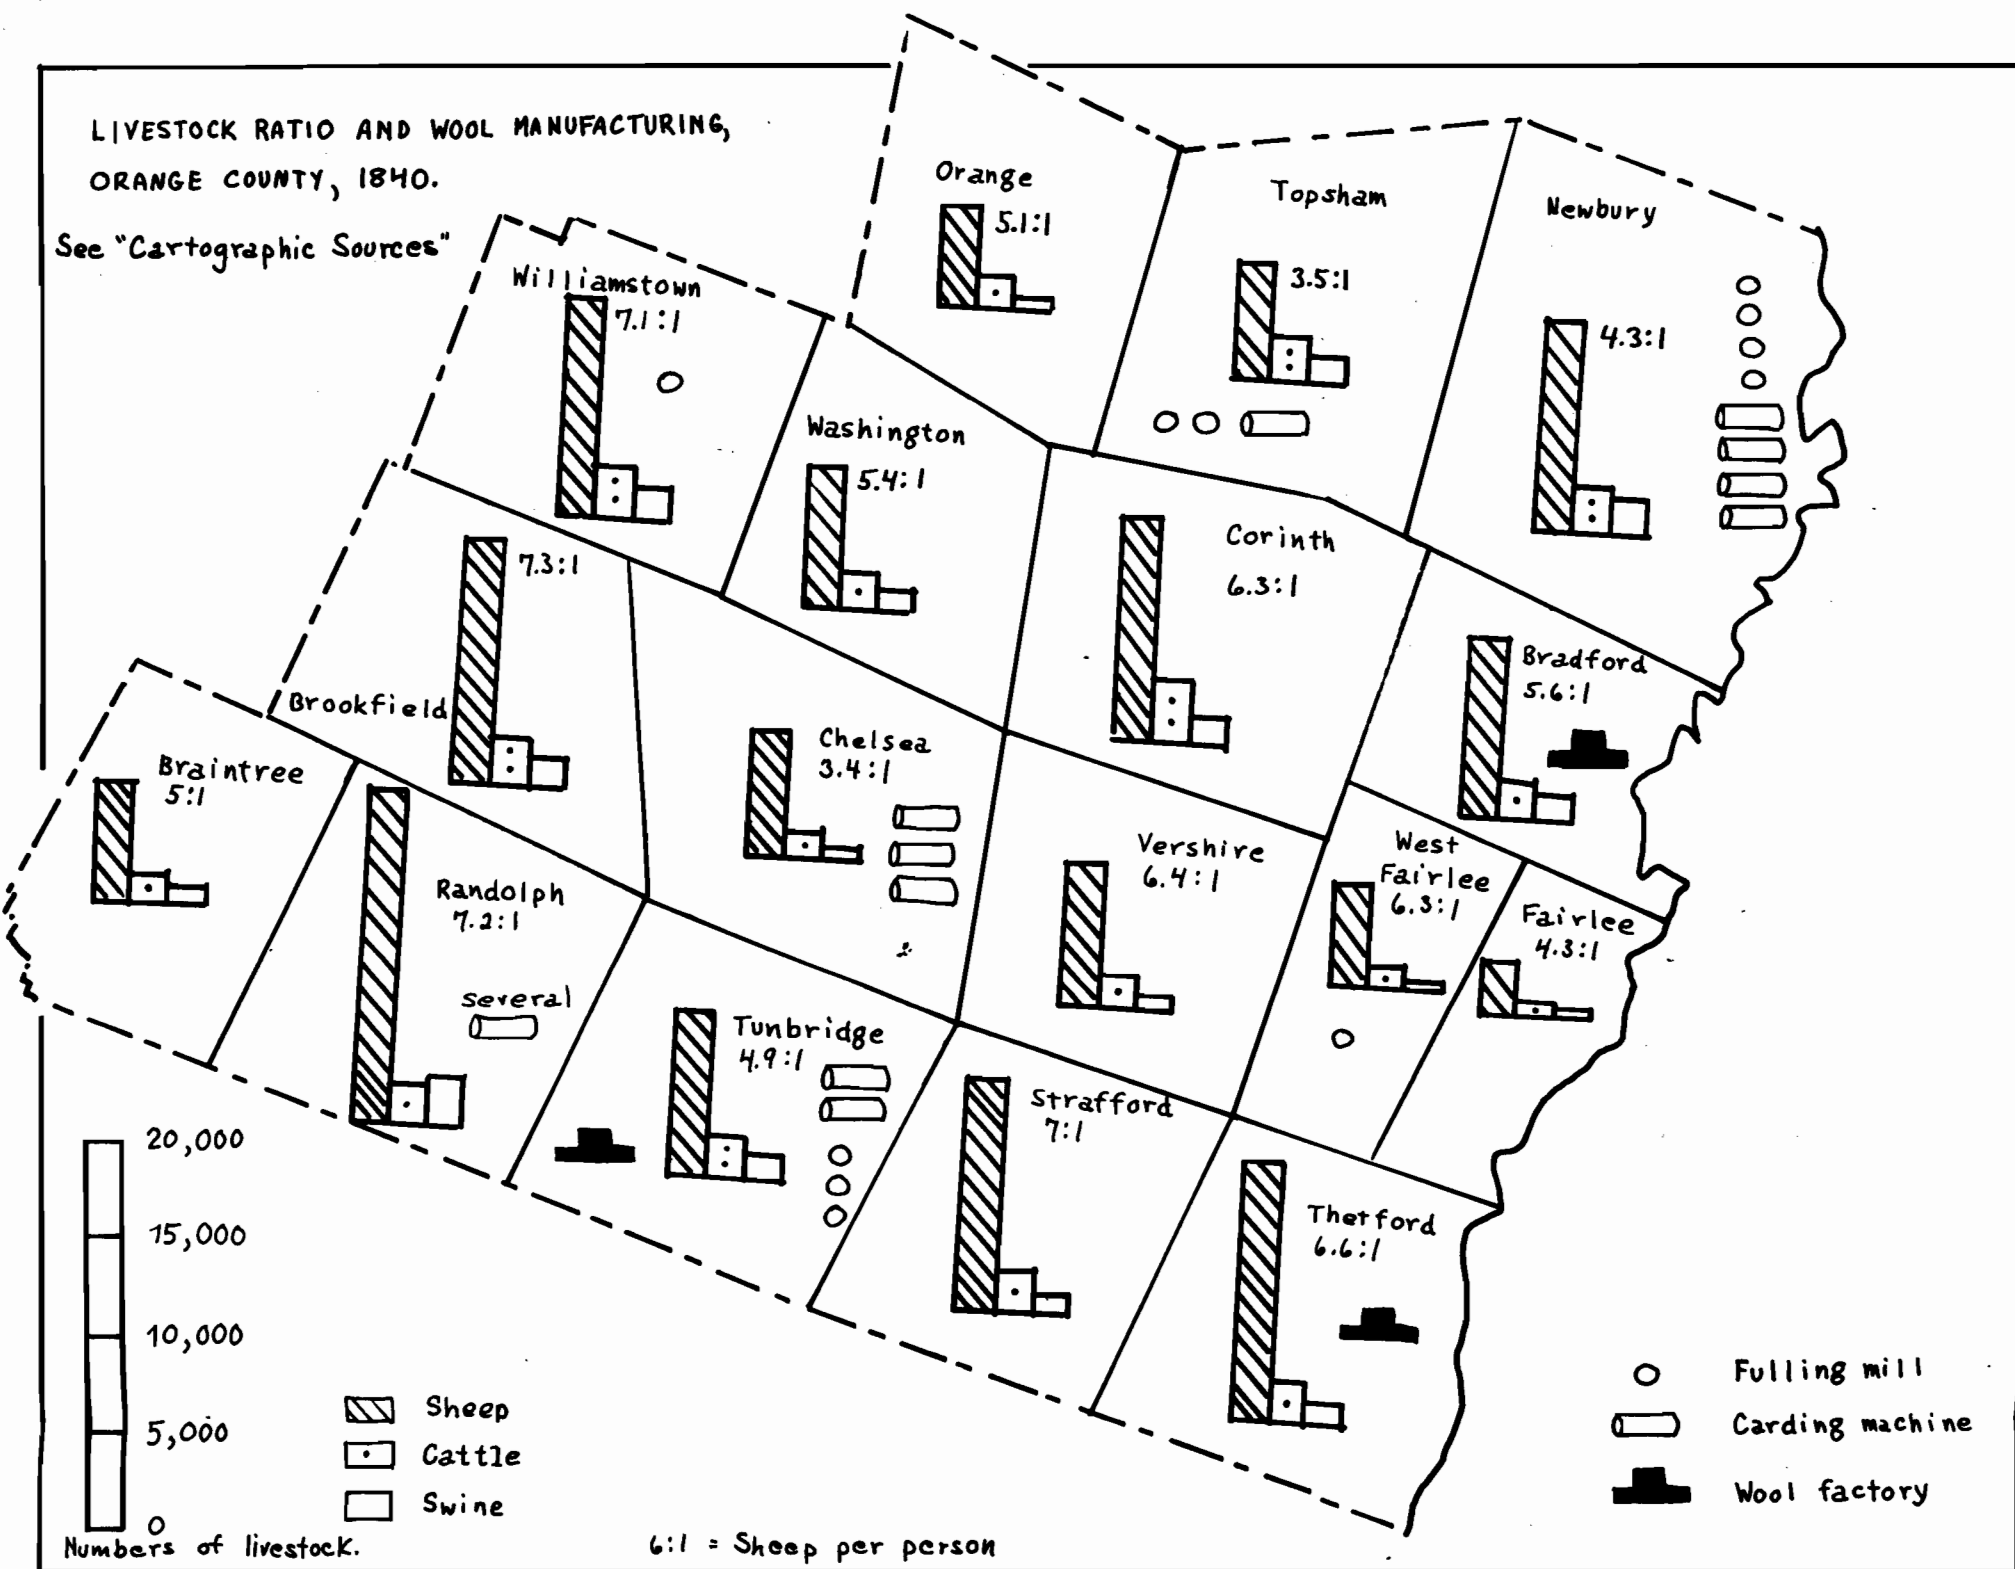 LIVESTOCK RATIO AND WOOL MANUFACTURING,
ORANGE COUNTY, 1840.
See "Cartographic Sources"
Orange
5.1:1
Topsham
3.5:1
Newbury
4.3:1
Williamstown
7.1:1
Washington
5.4:1
Corinth
6.3:1
7.3:1
Brookfield
Bradford
5.6:1
Braintree
5:1
Chelsea
3.4:1
Vershire
6.4:1
West
Fairlee
6.3:1
Fairlee
4.3:1
Randolph
7.2:1
several
Tunbridge
4.9:1
Strafford
7:1
Thetford
6.6:1
20,000
15,000
10,000
5,000
0
Numbers of livestock.
Sheep
Cattle
Swine
6:1 = Sheep per person
Fulling mill
Carding machine
Wool factory